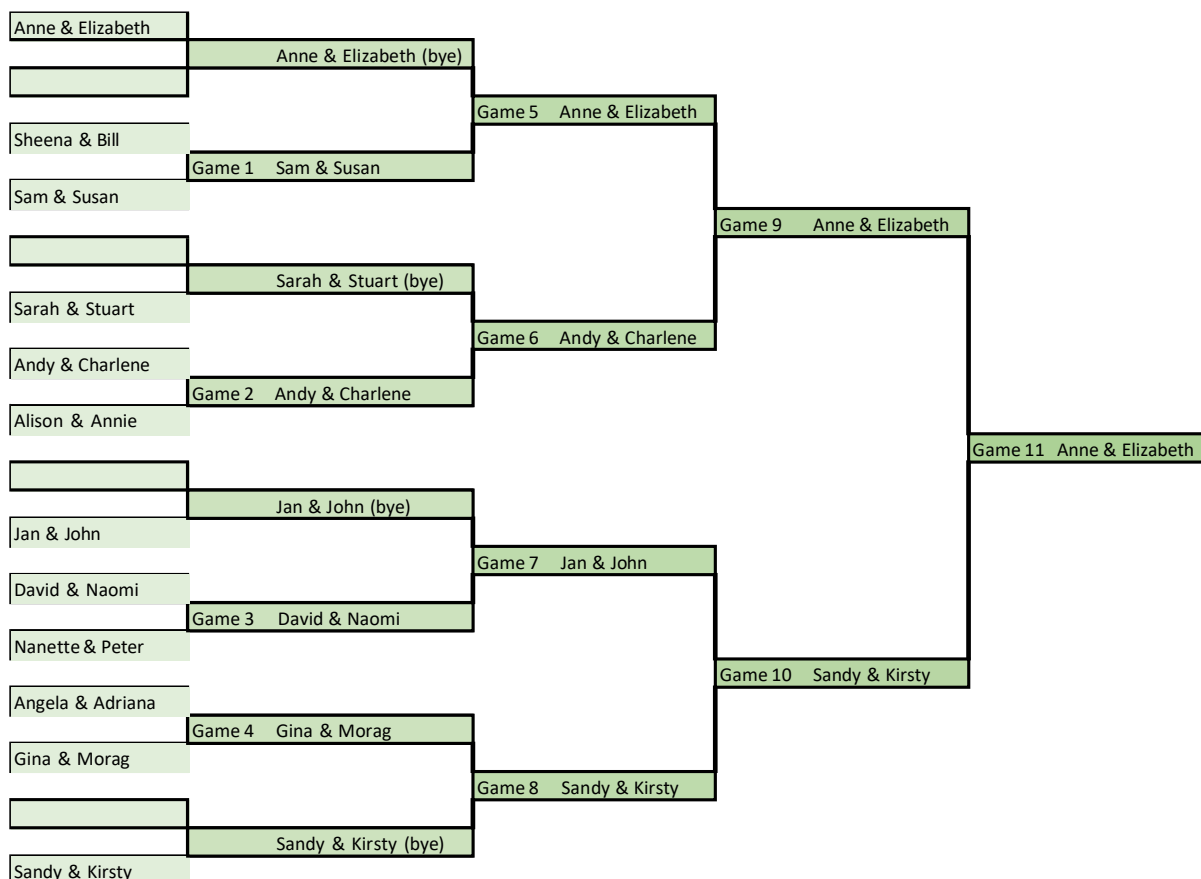 Anne & Elizabeth
Anne & Elizabeth (bye)
Game 5 Anne & Elizabeth
Sheena & Bill
Game 1 Sam & Susan
Sam & Susan
Game 9 Anne & Elizabeth
Sarah & Stuart (bye)
Sarah & Stuart
Game 6 Andy & Charlene
Andy & Charlene
Game 2 Andy & Charlene
Alison & Annie
Game 11 Anne & Elizabeth
Jan & John (bye)
Jan & John
Game 7 Jan & John
David & Naomi
Game 3 David & Naomi
Nanette & Peter
Game 10 Sandy & Kirsty
Angela & Adriana
Game 4 Gina & Morag
Gina & Morag
Game 8 Sandy & Kirsty
Sandy & Kirsty (bye)
Sandy & Kirsty